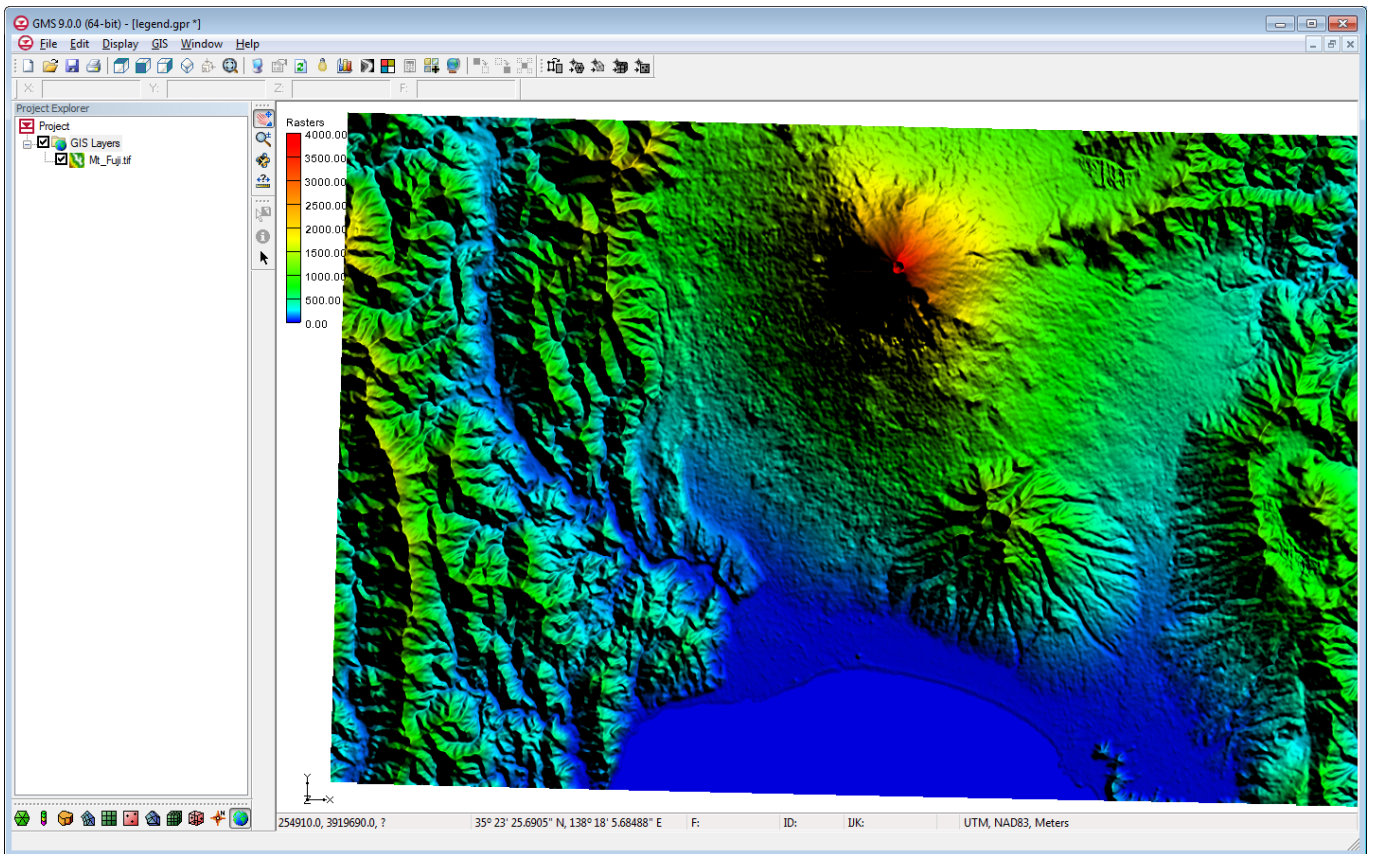 GMS 9.0.0 (64-bit) - [legend.gpr *]
File Edit Display GIS Window Help
X: Y: Z: F:
Project Explorer
Project
GIS Layers
Mt_Fuji.tif
Rasters
4000.00
3500.00
3000.00
2500.00
2000.00
1500.00
1000.00
500.00
0.00
Y
Z X
254910.0, 3919690.0, ? 35° 23' 25.6905" N, 138° 18' 5.68488" E F: ID: IJK: UTM, NAD83, Meters